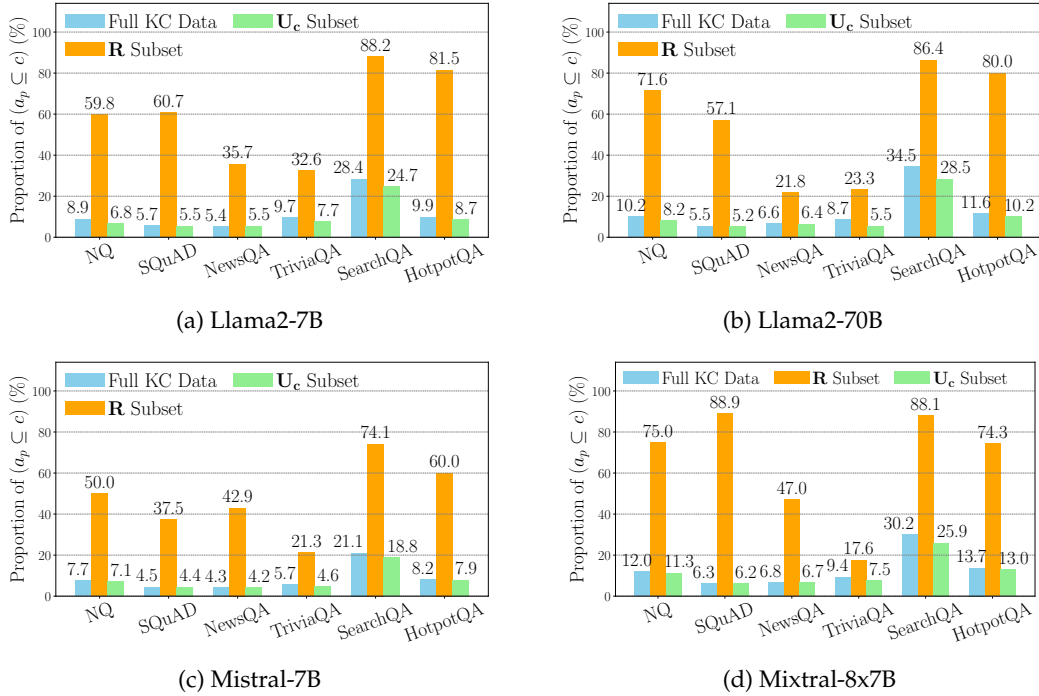 Full KC Data
U_c Subset
R Subset
Proportion of (a_p ⊆ c) (%)
100
80
60
40
20
0
8.9 59.8 6.8
5.7 60.7 5.5
5.4 35.7 5.5
9.7 32.6 7.7
28.4 88.2 24.7
9.9 81.5 8.7
NQ SQuAD NewsQA TriviaQA SearchQA HotpotQA
(a) Llama2-7B
Full KC Data
U_c Subset
R Subset
Proportion of (a_p ⊆ c) (%)
100
80
60
40
20
0
10.2 71.6 8.2
5.5 57.1 5.2
6.6 21.8 6.4
8.7 23.3 5.5
34.5 86.4 28.5
11.6 80.0 10.2
NQ SQuAD NewsQA TriviaQA SearchQA HotpotQA
(b) Llama2-70B
Full KC Data
U_c Subset
R Subset
Proportion of (a_p ⊆ c) (%)
100
80
60
40
20
0
7.7 50.0 7.1
4.5 37.5 4.4
4.3 42.9 4.2
5.7 21.3 4.6
21.1 74.1 18.8
8.2 60.0 7.9
NQ SQuAD NewsQA TriviaQA SearchQA HotpotQA
(c) Mistral-7B
Full KC Data
R Subset
U_c Subset
Proportion of (a_p ⊆ c) (%)
100
80
60
40
20
0
12.0 75.0 11.3
6.3 88.9 6.2
6.8 47.0 6.7
9.4 17.6 7.5
30.2 88.1 25.9
13.7 74.3 13.0
NQ SQuAD NewsQA TriviaQA SearchQA HotpotQA
(d) Mixtral-8x7B